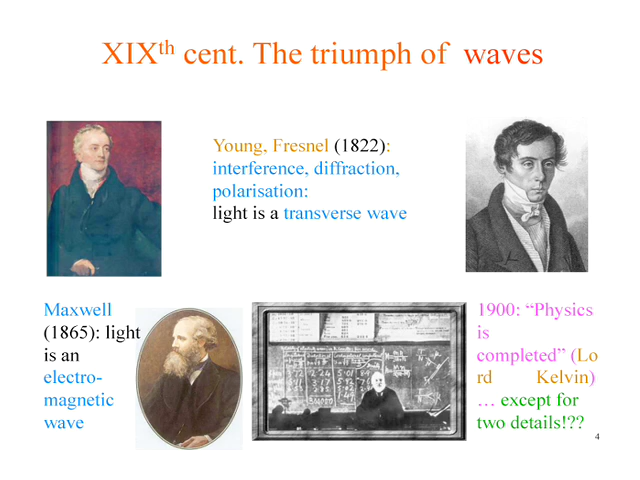 XIXth cent. The triumph of waves
Young, Fresnel (1822):
interference, diffraction,
polarisation:
light is a transverse wave
Maxwell
(1865): light
is an
electro-
magnetic
wave
1900: “Physics
is
completed” (Lo
rd Kelvin)
… except for
two details!??
4